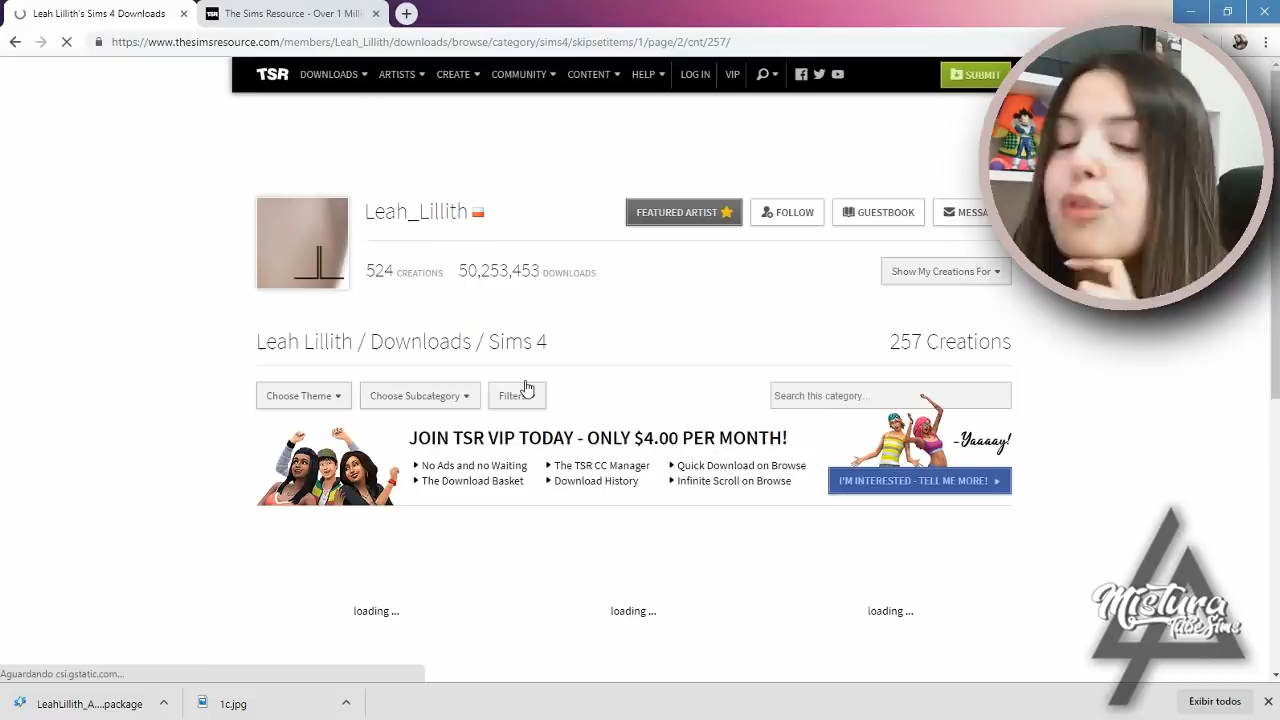 Leah Lillith's Sims 4 Downloads
TSR The Sims Resource - Over 1 Mill
https://www.thesimsresource.com/members/Leah_Lillith/downloads/browse/category/sims4/skipsetitems/1/page/2/cnt/257/
TSR DOWNLOADS ARTISTS CREATE COMMUNITY CONTENT HELP LOG IN VIP SUBMIT
Leah_Lillith
FEATURED ARTIST FOLLOW GUESTBOOK MESSA
524 CREATIONS 50,253,453 DOWNLOADS
Show My Creations For
Leah Lillith / Downloads / Sims 4
257 Creations
Choose Theme Choose Subcategory Filter
Search this category...
JOIN TSR VIP TODAY - ONLY $4.00 PER MONTH!
-Yaaaay!
No Ads and no Waiting The TSR CC Manager Quick Download on Browse
The Download Basket Download History Infinite Scroll on Browse
I'M INTERESTED - TELL ME MORE!
loading ... loading ... loading ...
Mistura
TabeSims
4
Aguardando csi.gstatic.com...
LeahLillith_A....package
1c.jpg
Exibir todos